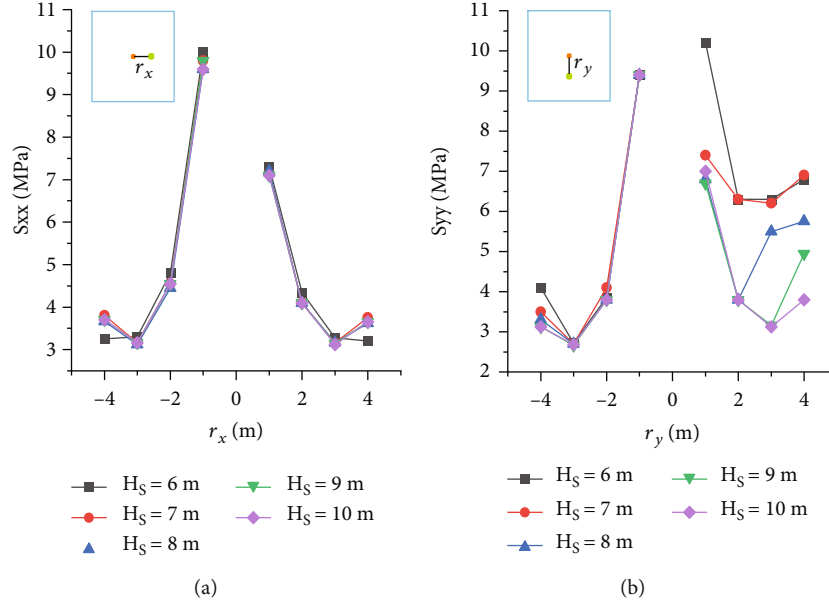 11
10
9
8
7
6
5
4
3
Sxx (MPa)
r_x
−4
−2
0
2
4
r_x (m)
H_S = 6 m
H_S = 7 m
H_S = 8 m
H_S = 9 m
H_S = 10 m
(a)
11
10
9
8
7
6
5
4
3
2
Syy (MPa)
r_y
−4
−2
0
2
4
r_y (m)
H_S = 6 m
H_S = 7 m
H_S = 8 m
H_S = 9 m
H_S = 10 m
(b)